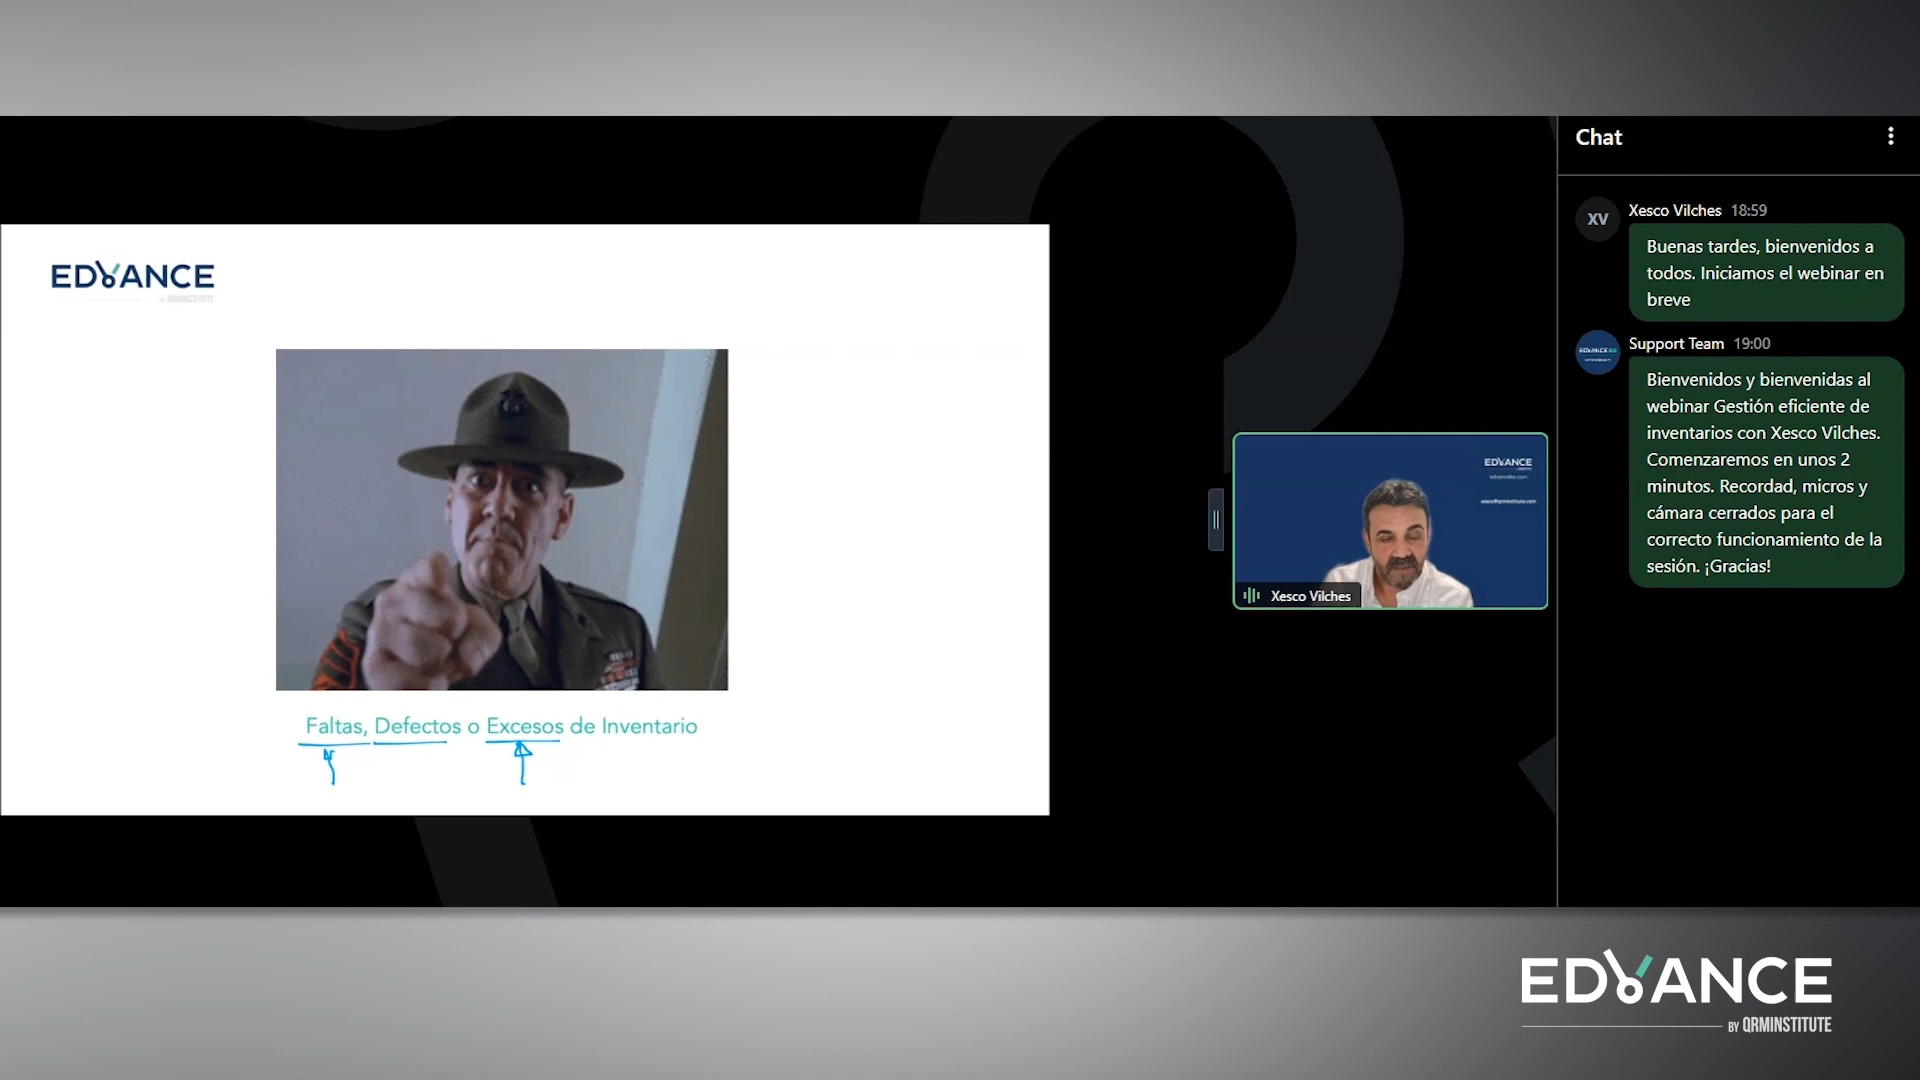 EDVANCE
BY QRMINSTITUTE
Faltas, Defectos o Excesos de Inventario
EDVANCE
Xesco Vilches
Chat
XV
Xesco Vilches 18:59
Buenas tardes, bienvenidos a
todos. Iniciamos el webinar en
breve
Support Team 19:00
Bienvenidos y bienvenidas al
webinar Gestión eficiente de
inventarios con Xesco Vilches.
Comenzaremos en unos 2
minutos. Recordad, micros y
cámara cerrados para el
correcto funcionamiento de la
sesión. ¡Gracias!
EDVANCE
BY QRMINSTITUTE